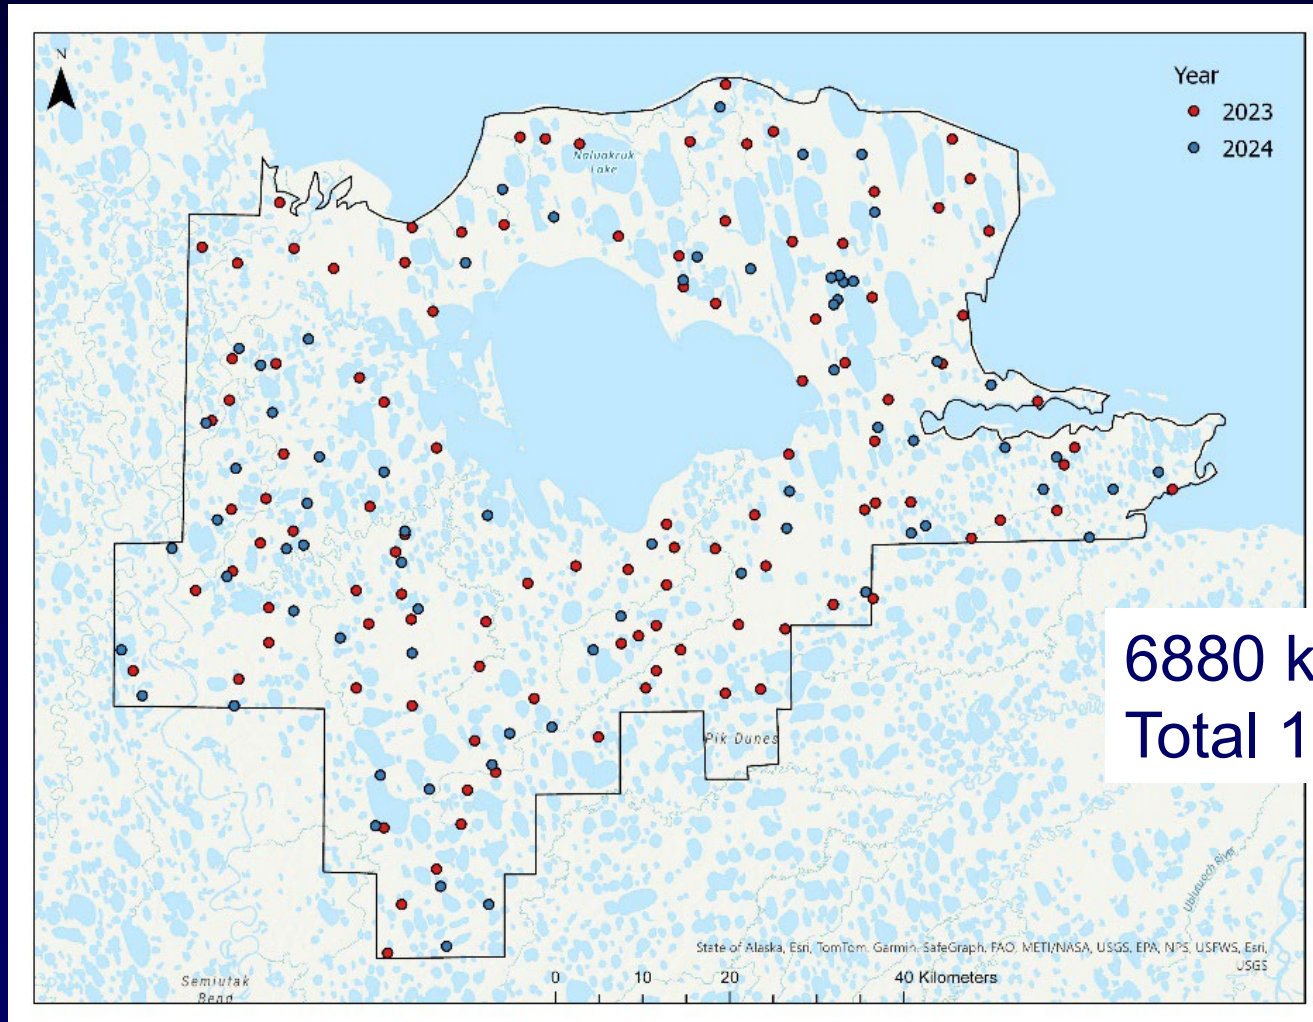 N
Year
2023
2024
Naluakruk
Lake
6880 k
Total 1
Pik Dunes
Ublutuoch River
State of Alaska, Esri, TomTom, Garmin, SafeGraph, FAO, METI/NASA, USGS, EPA, NPS, USFWS, Esri,
USGS
0 10 20 40 Kilometers
Semiutak
Bend